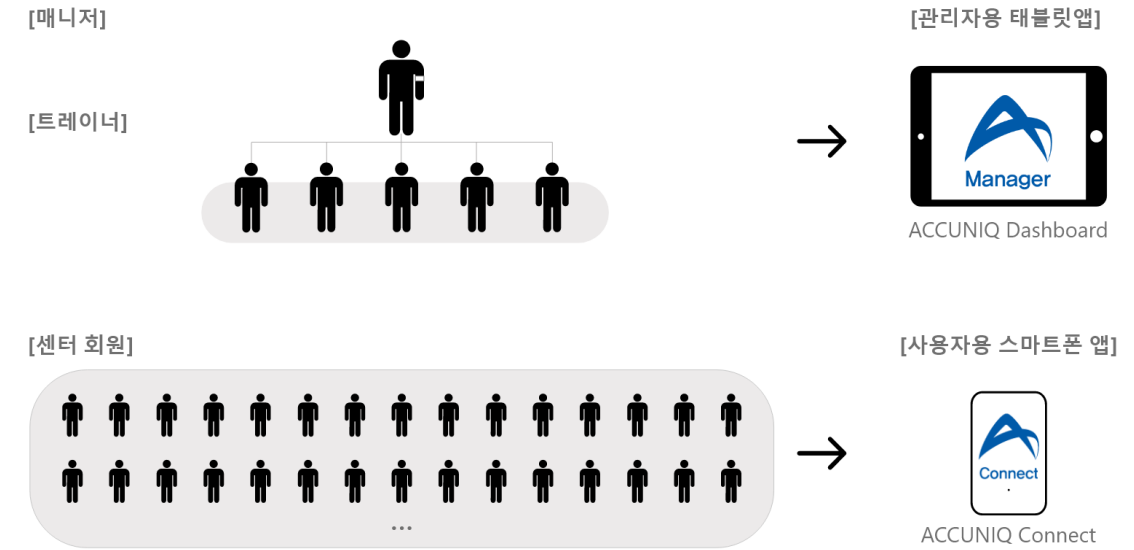 [매니저]
[관리자용 태블릿앱]
[트레이너]
Manager
ACCUNIQ Dashboard
[센터 회원]
[사용자용 스마트폰 앱]
Connect
...
ACCUNIQ Connect